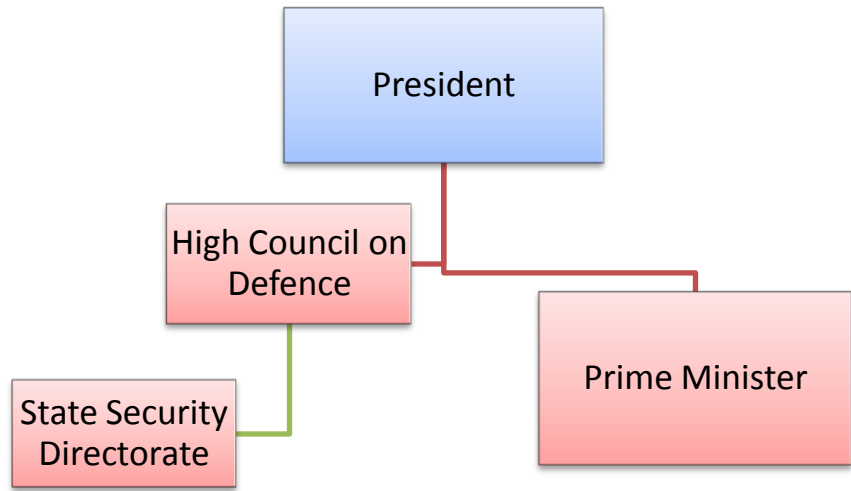 President
High Council on
Defence
Prime Minister
State Security
Directorate